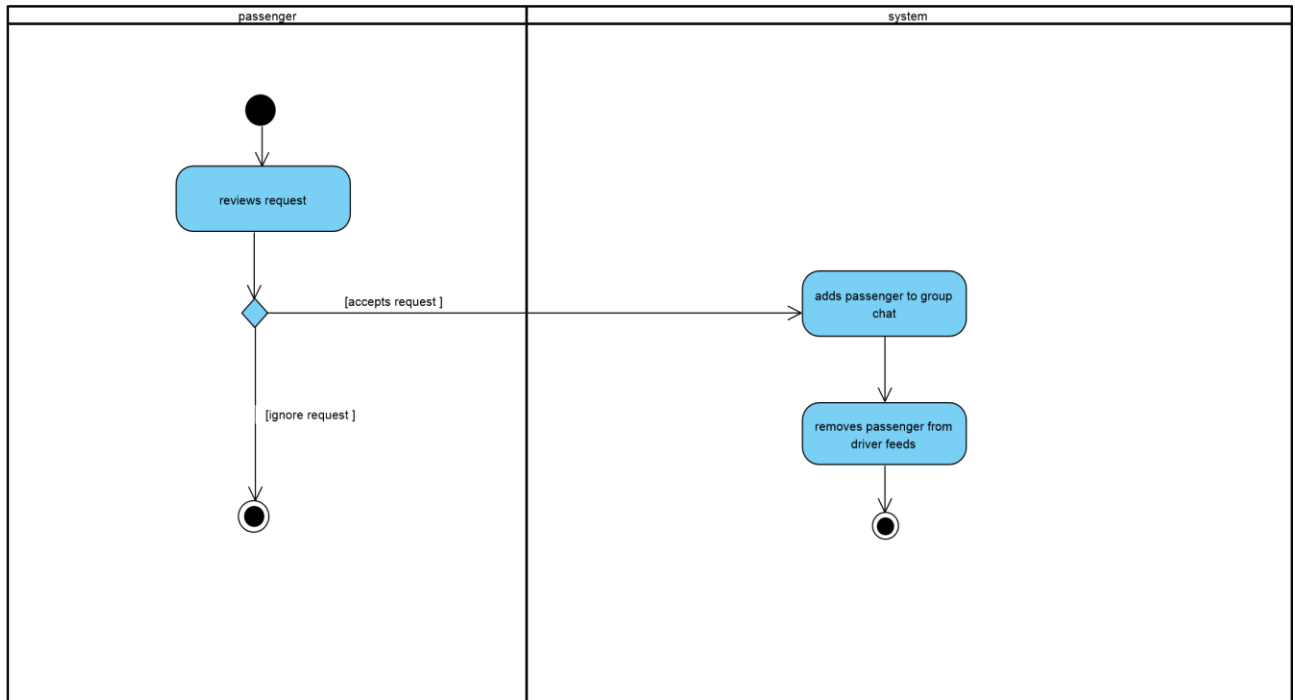 passenger
system
reviews request
[accepts request ]
adds passenger to group
chat
[ignore request ]
removes passenger from
driver feeds